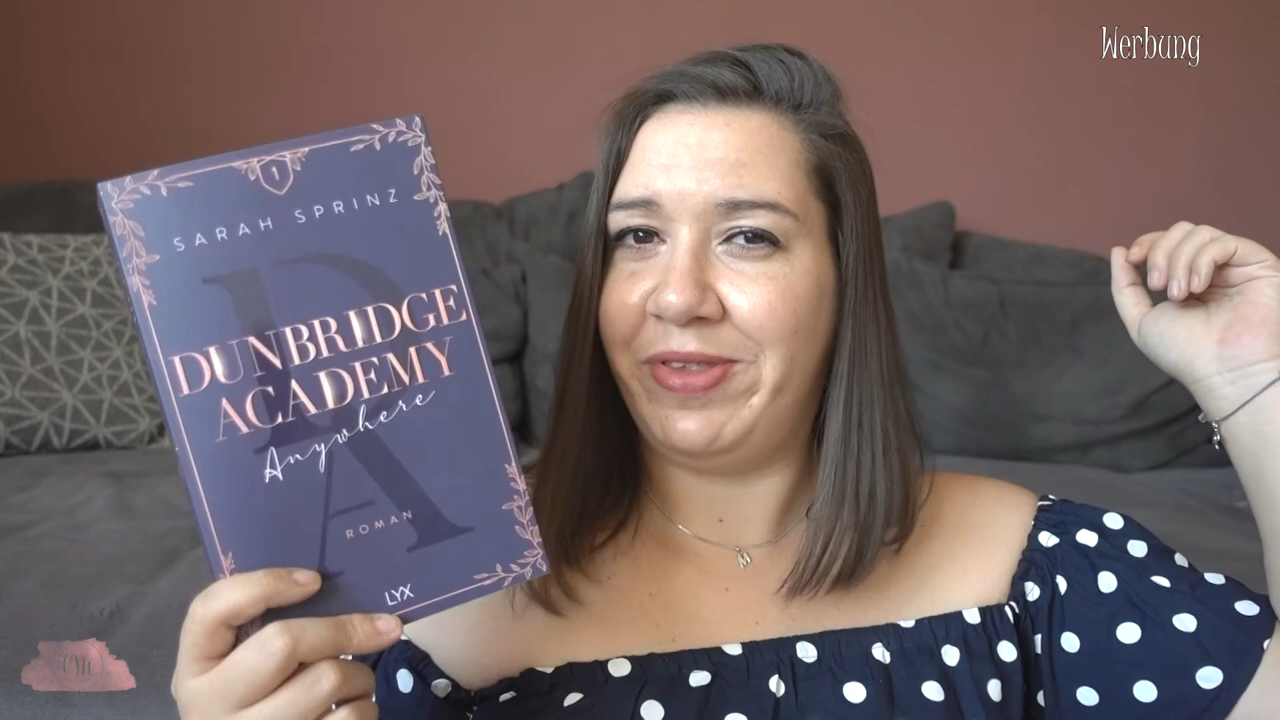 Werbung
1
SARAH SPRINZ
DUNBRIDGE
ACADEMY
Anywhere
ROMAN
LYX
M